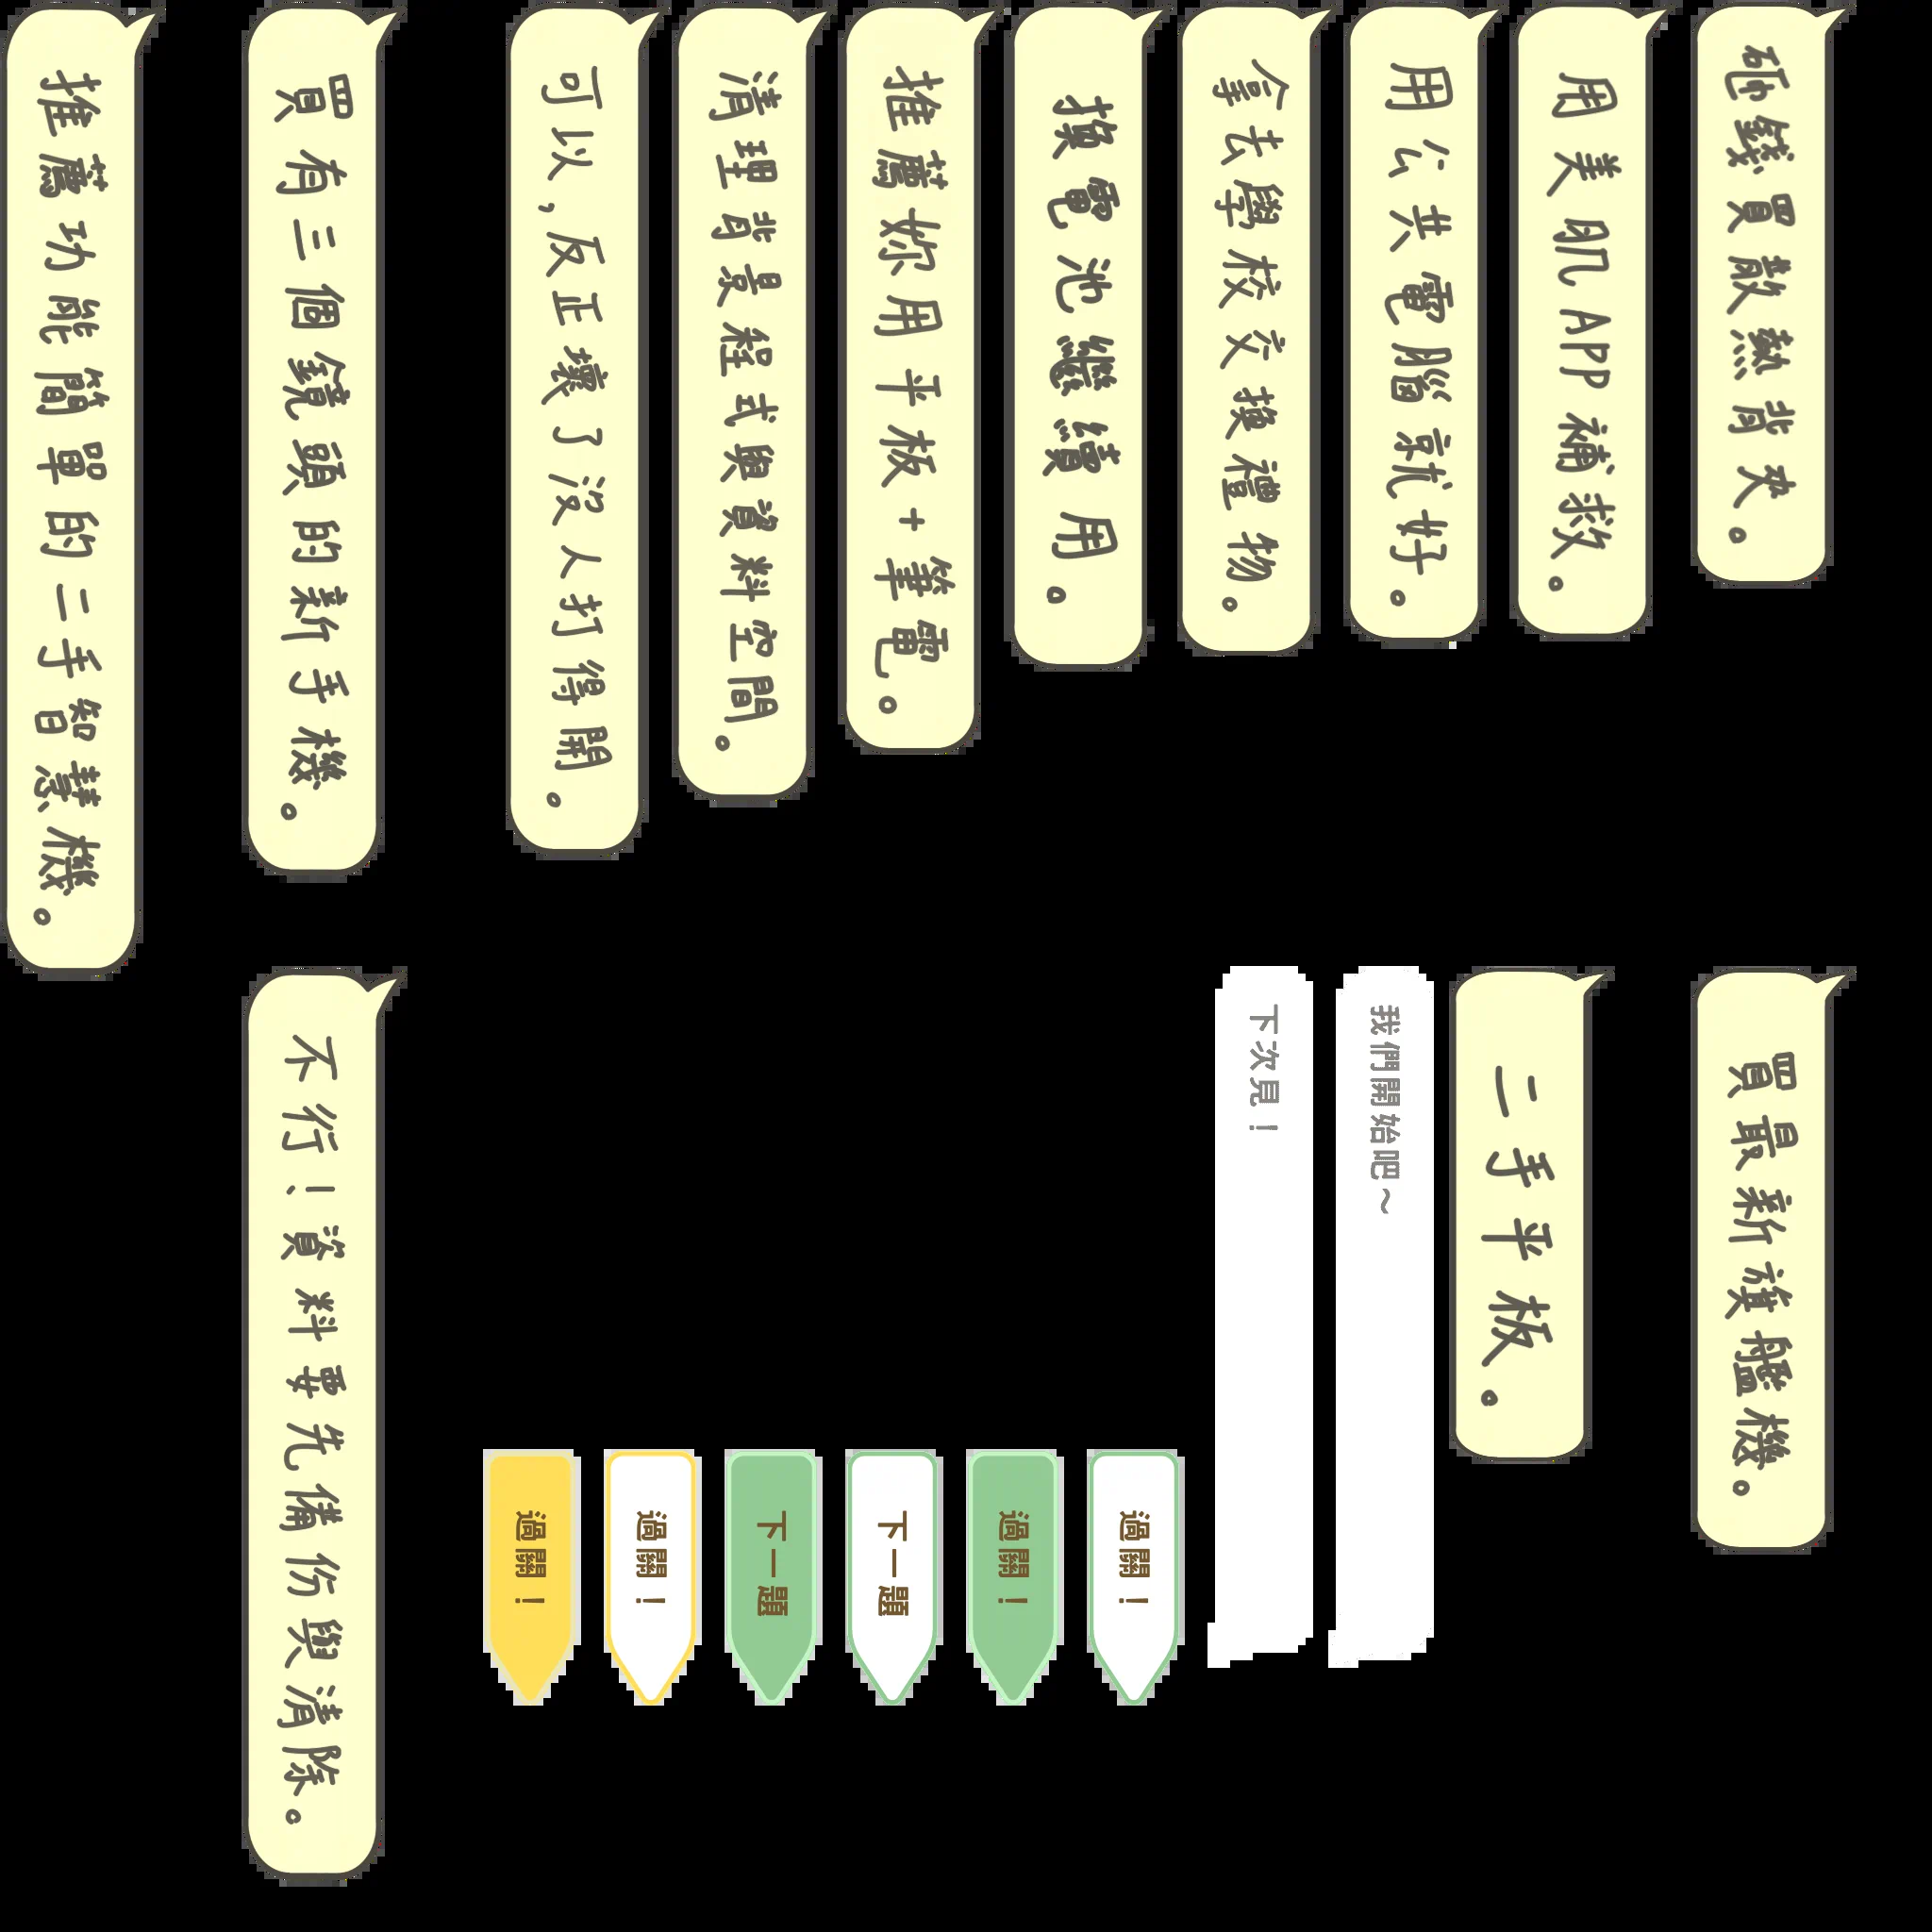 推薦功能簡單的二手智慧機。
買有三個鏡頭的新手機。
可以,反正壞了沒人打得開。
清理背景程式與資料空間。
推薦妳用平板+筆電。
換電池繼續用。
拿去學校交換禮物。
用公共電腦就好。
用美肌APP補救。
砸錢買散熱背夾。
不行!資料要先備份與清除。
過關!
過關!
下一題
下一題
過關!
過關!
下次見!
我們開始吧~
二手平板。
買最新旗艦機。